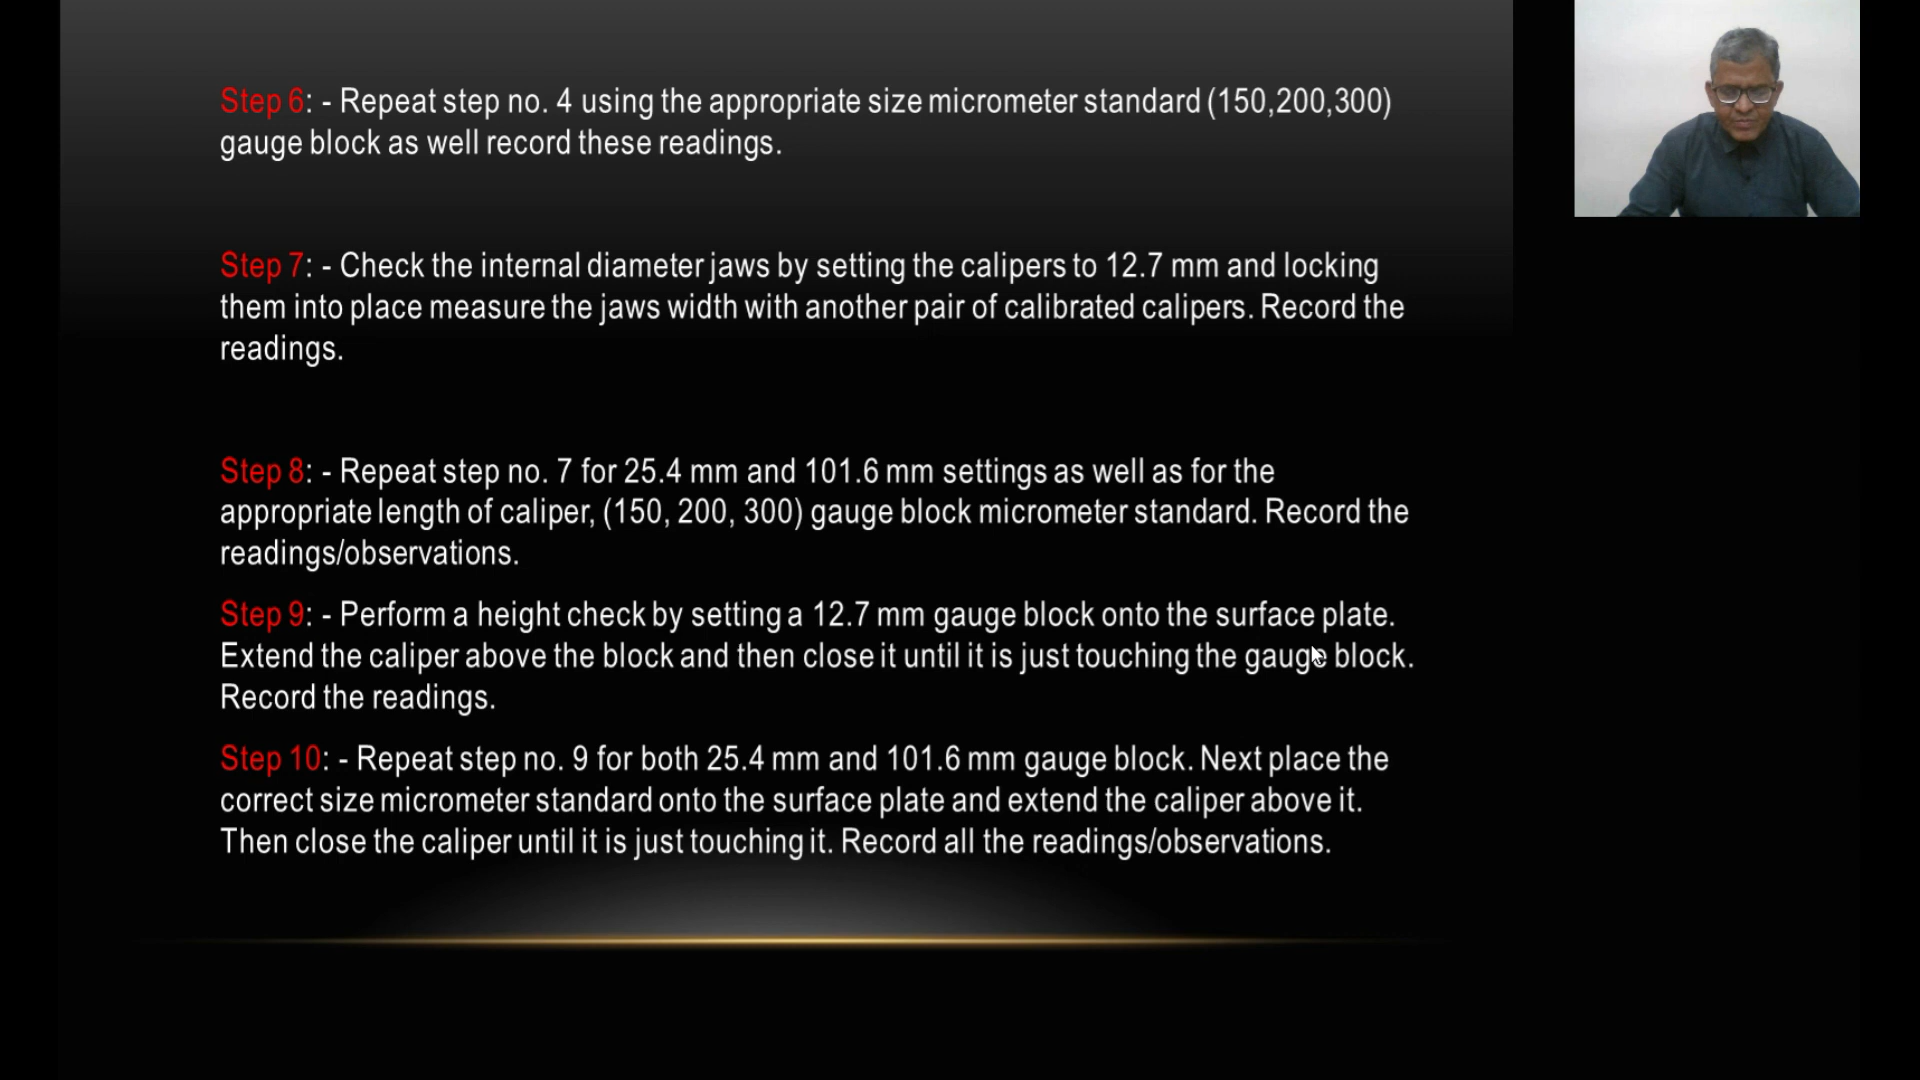 Step 6: - Repeat step no. 4 using the appropriate size micrometer standard (150,200,300)
gauge block as well record these readings.
Step 7: - Check the internal diameter jaws by setting the calipers to 12.7 mm and locking
them into place measure the jaws width with another pair of calibrated calipers. Record the
readings.
Step 8: - Repeat step no. 7 for 25.4 mm and 101.6 mm settings as well as for the
appropriate length of caliper, (150, 200, 300) gauge block micrometer standard. Record the
readings/observations.
Step 9: - Perform a height check by setting a 12.7 mm gauge block onto the surface plate.
Extend the caliper above the block and then close it until it is just touching the gauge block.
Record the readings.
Step 10: - Repeat step no. 9 for both 25.4 mm and 101.6 mm gauge block. Next place the
correct size micrometer standard onto the surface plate and extend the caliper above it.
Then close the caliper until it is just touching it. Record all the readings/observations.